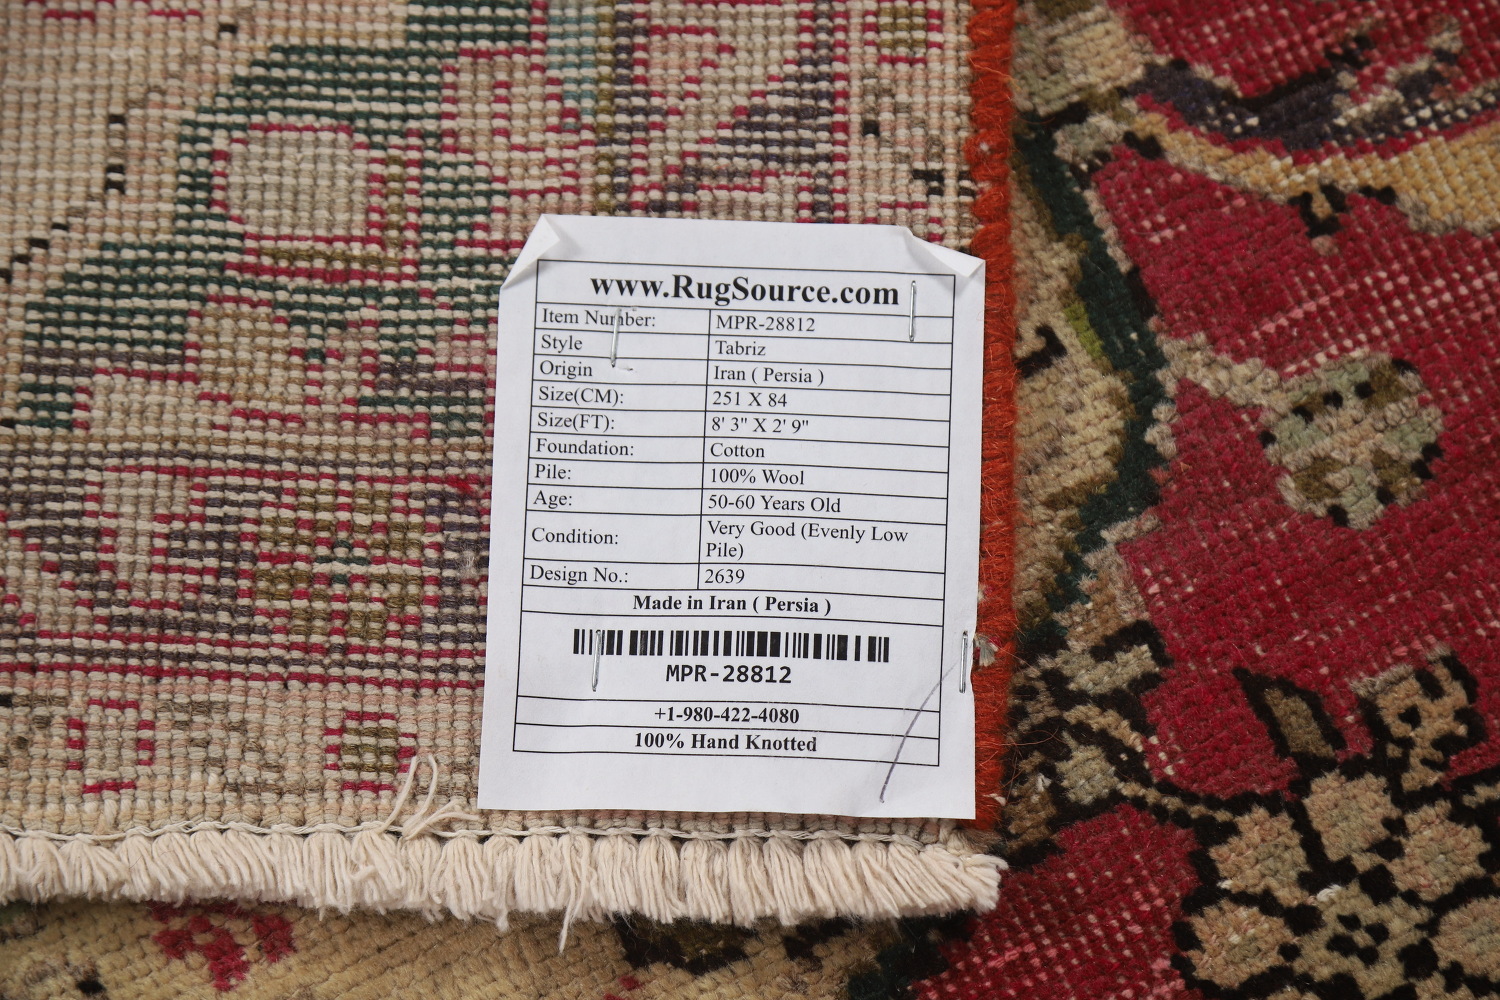 www.RugSource.com
Item Number: MPR-28812
Style Tabriz
Origin Iran ( Persia )
Size(CM): 251 X 84
Size(FT): 8' 3" X 2' 9"
Foundation: Cotton
Pile: 100% Wool
Age: 50-60 Years Old
Condition: Very Good (Evenly Low
Pile)
Design No.: 2639
Made in Iran ( Persia )
MPR-28812
+1-980-422-4080
100% Hand Knotted